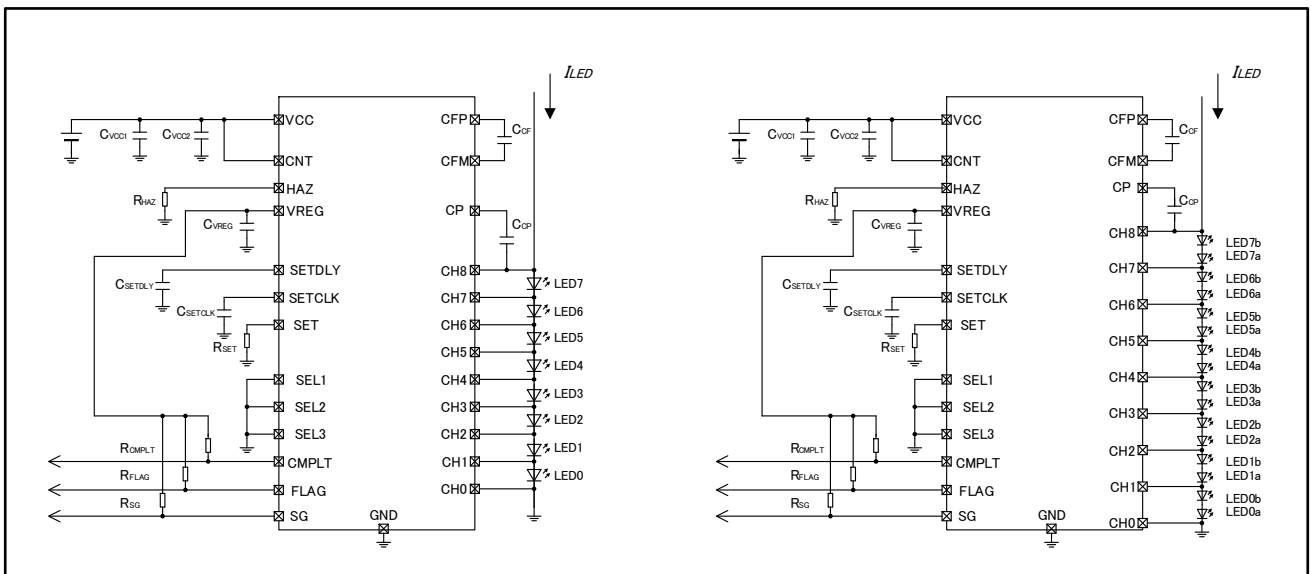 ILED
VCC
CFP
CVCC1
CVCC2
CCF
CNT
CFM
HAZ
RHAZ
VREG
CP
CVREG
CCP
SETDLY
CH8
CSETDLY
LED7
SETCLK
CH7
CSETCLK
LED6
SET
CH6
RSET
LED5
CH5
LED4
SEL1
CH4
LED3
SEL2
CH3
LED2
SEL3
CH2
RCMPLT
LED1
CMPLT
CH1
RFLAG
LED0
FLAG
CH0
RSG
SG
GND
ILED
VCC
CFP
CVCC1
CVCC2
CCF
CNT
CFM
HAZ
CP
RHAZ
VREG
CCP
CVREG
CH8
LED7b
LED7a
SETDLY
CH7
LED6b
CSETDLY
LED6a
SETCLK
CH6
CSETCLK
LED5b
SET
LED5a
RSET
CH5
LED4b
LED4a
SEL1
CH4
LED3b
LED3a
SEL2
CH3
LED2b
SEL3
LED2a
RCMPLT
CH2
LED1b
CMPLT
LED1a
RFLAG
CH1
FLAG
LED0b
RSG
LED0a
SG
GND
CH0